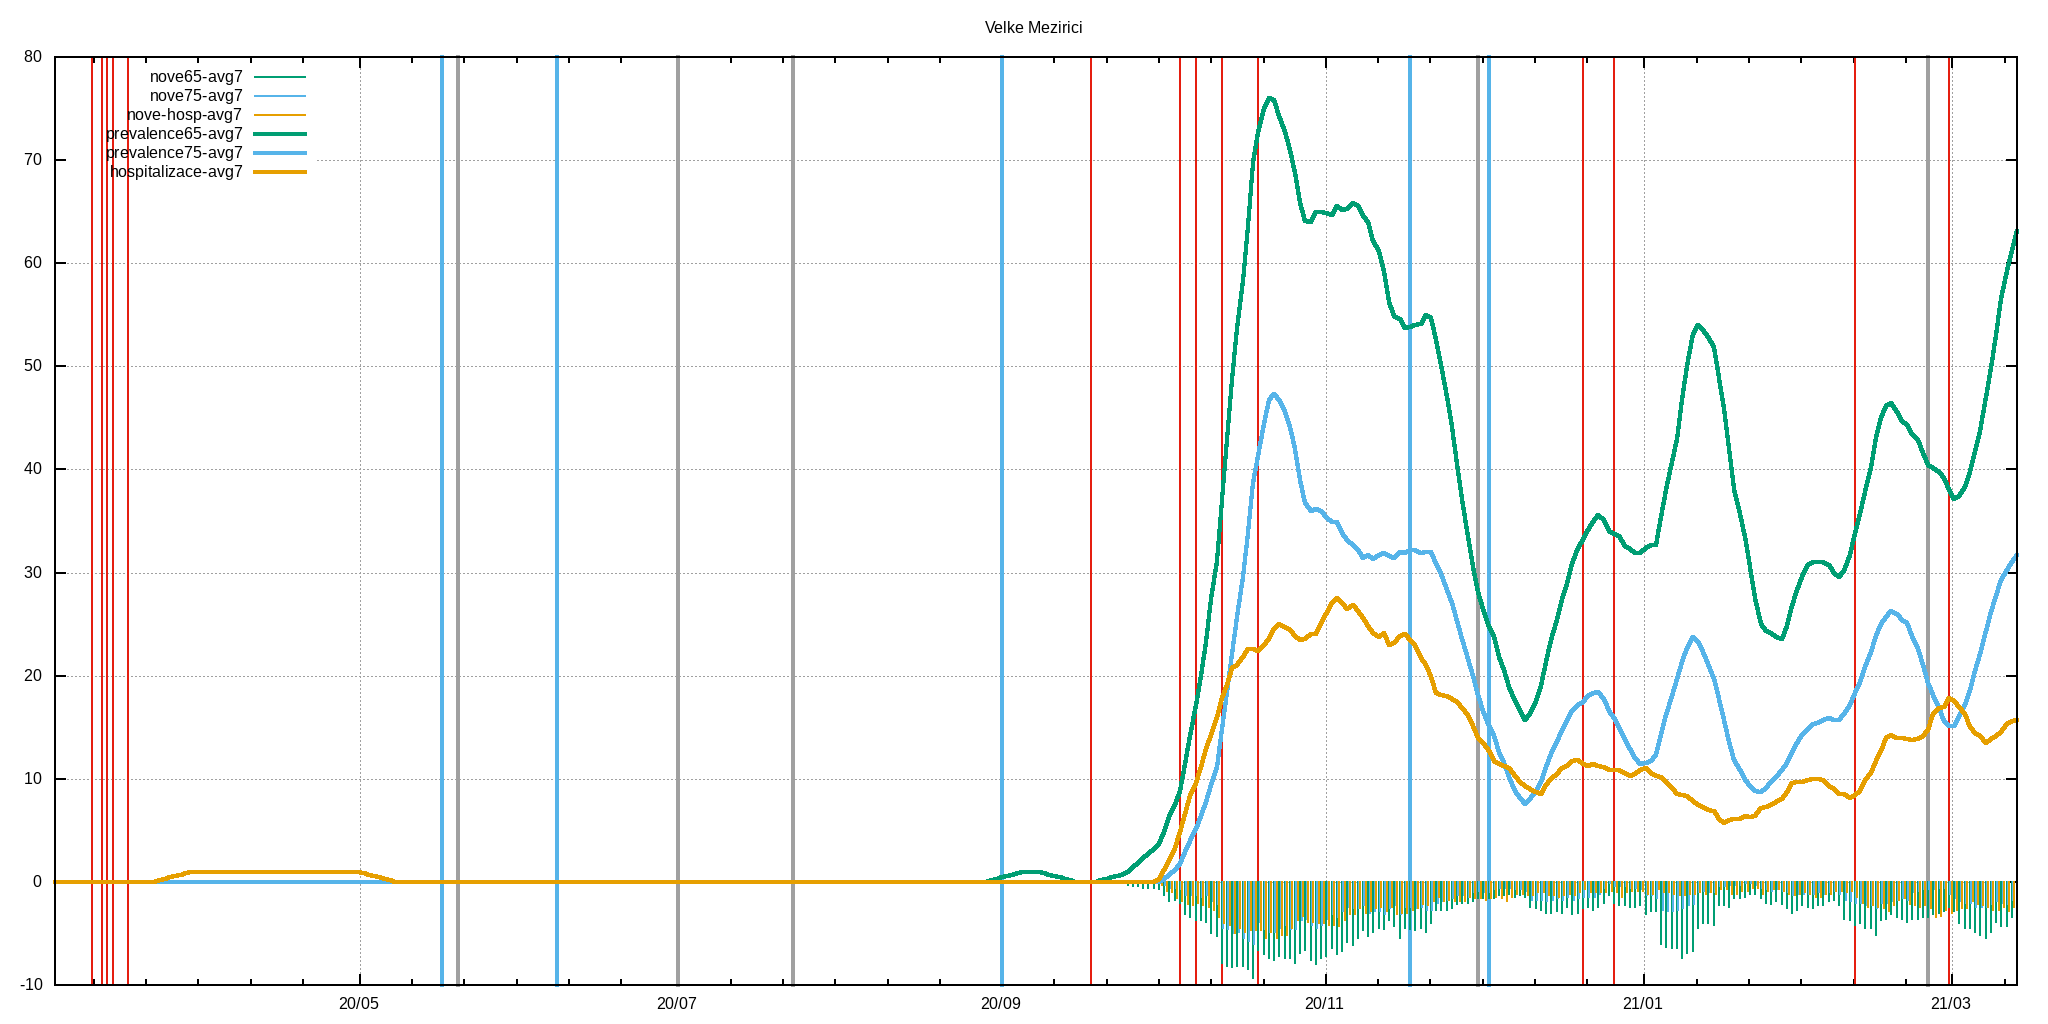 Velke Mezirici
80
70
60
50
40
30
20
10
0
-10
nove65-avg7
nove75-avg7
nove-hosp-avg7
prevalence65-avg7
prevalence75-avg7
hospitalizace-avg7
20/05
20/07
20/09
20/11
21/01
21/03